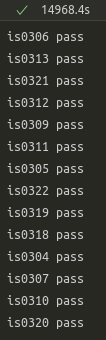 14968.4s
is0306 pass
is0313 pass
is0321 pass
is0312 pass
is0309 pass
is0311 pass
is0305 pass
is0322 pass
is0319 pass
is0318 pass
is0304 pass
is0307 pass
is0310 pass
is0320 pass